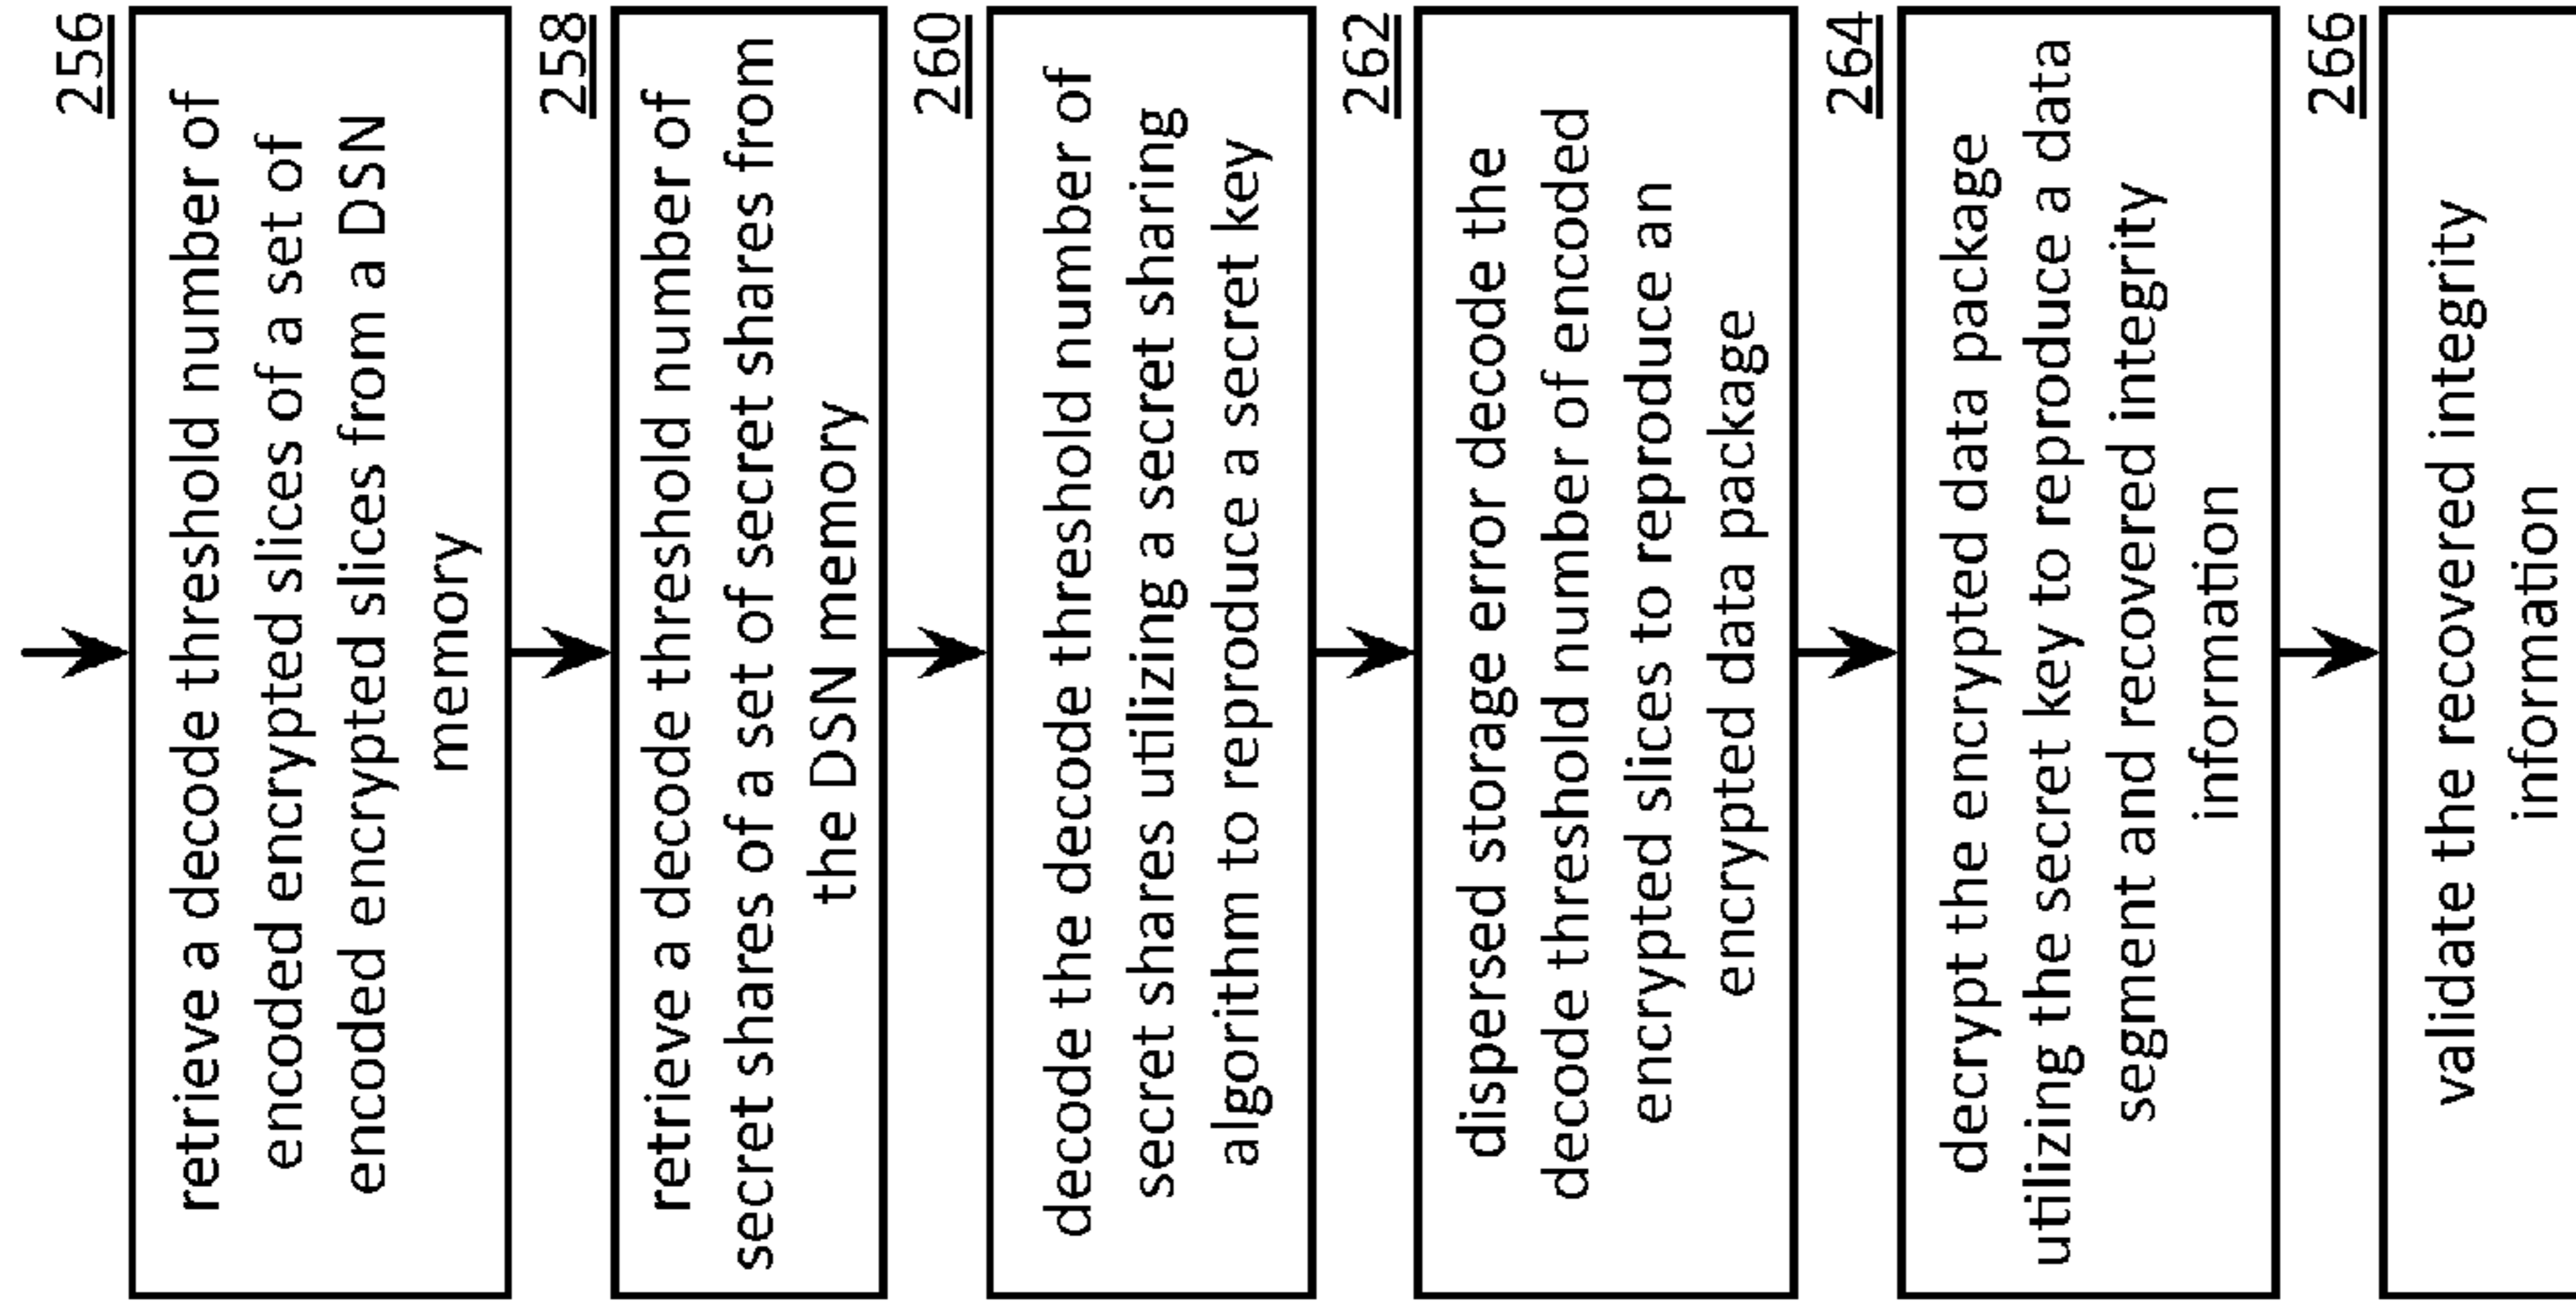 256
retrieve a decode threshold number of
encoded encrypted slices of a set of
encoded encrypted slices from a DSN
memory
258
retrieve a decode threshold number of
secret shares of a set of secret shares from
the DSN memory
260
decode the decode threshold number of
secret shares utilizing a secret sharing
algorithm to reproduce a secret key
262
dispersed storage error decode the
decode threshold number of encoded
encrypted slices to reproduce an
encrypted data package
264
decrypt the encrypted data package
utilizing the secret key to reproduce a data
segment and recovered integrity
information
266
validate the recovered integrity
information